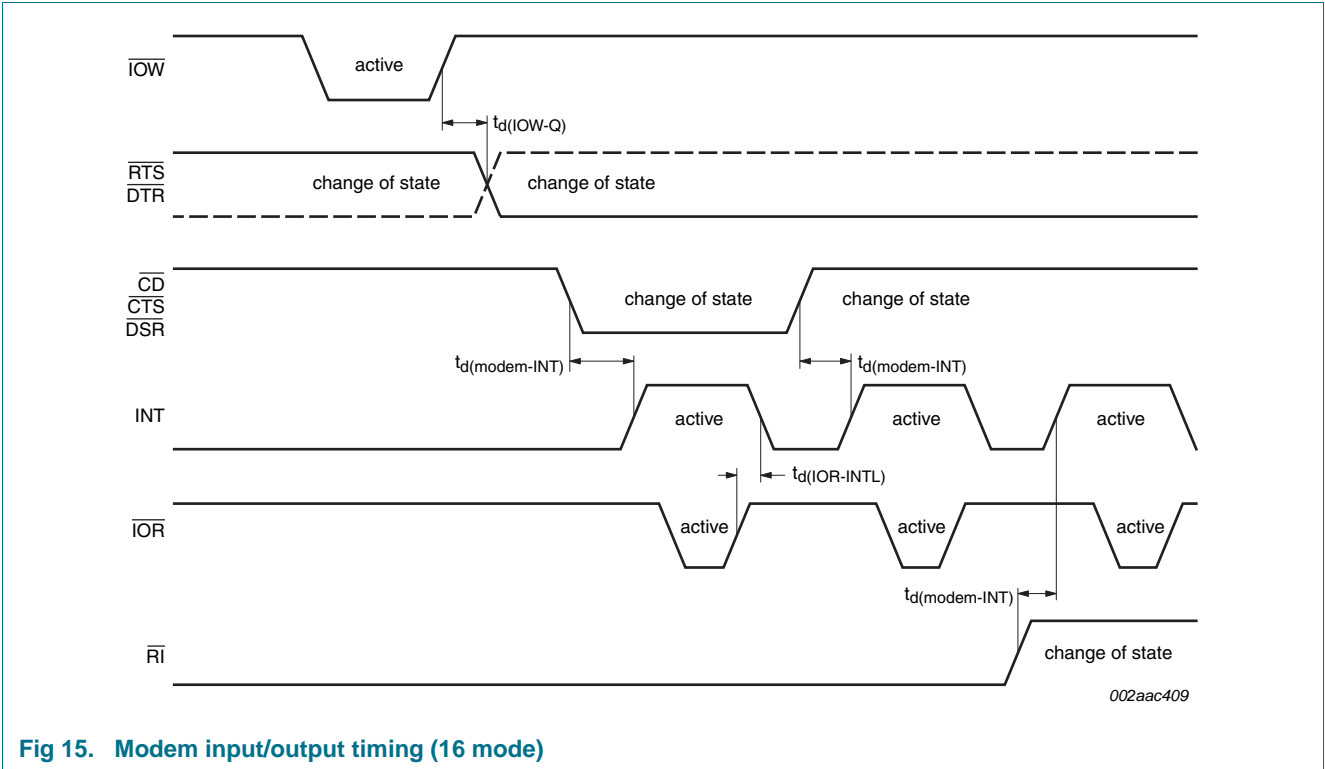 IOW
active
td(IOW-Q)
RTS
DTR
change of state
change of state
CD
CTS
DSR
change of state
change of state
td(modem-INT)
td(modem-INT)
INT
active
active
active
td(IOR-INTL)
IOR
active
active
active
td(modem-INT)
RI
change of state
002aac409
Fig 15. Modem input/output timing (16 mode)